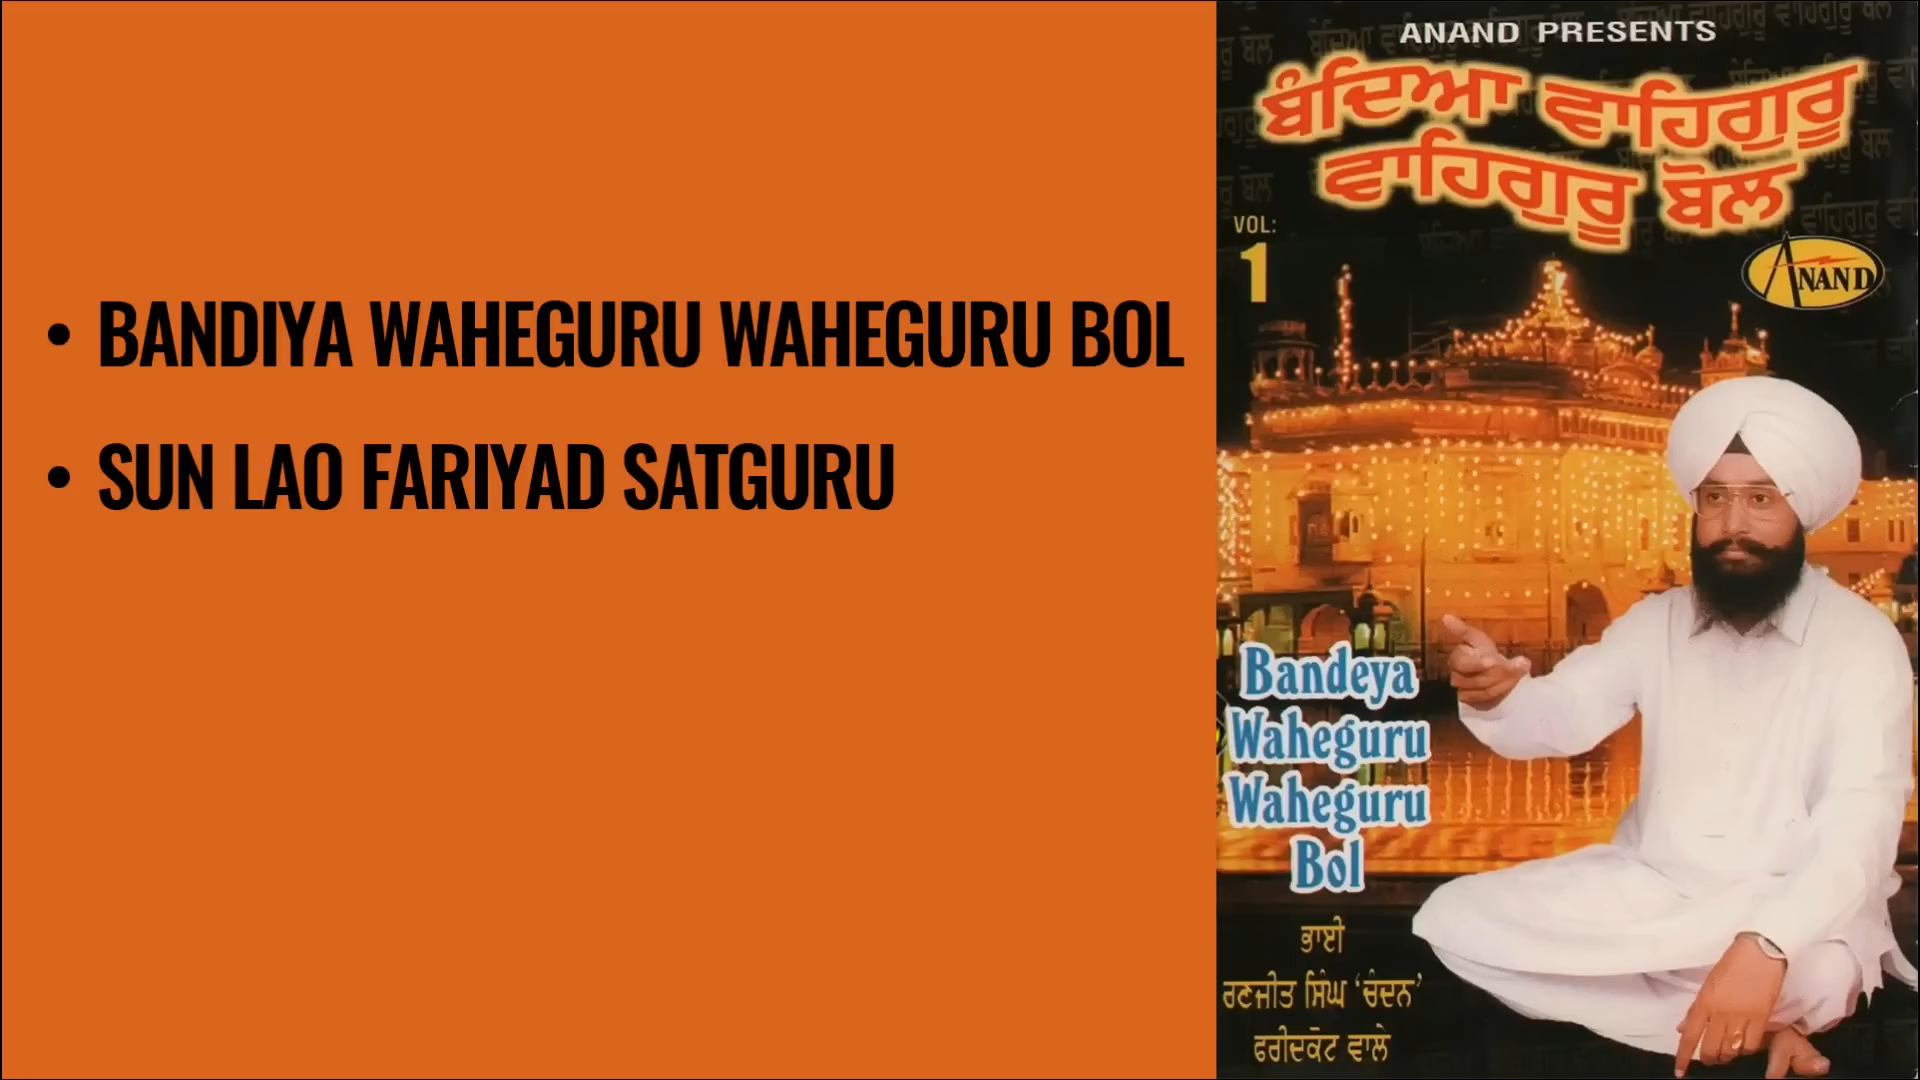 • BANDIYA WAHEGURU WAHEGURU BOL
• SUN LAO FARIYAD SATGURU
ANAND PRESENTS
ਬੰਦਿਆ ਵਾਹਿਗੁਰੂ
ਵਾਹਿਗੁਰੂ ਬੋਲ
VOL:
1
ANAND
Bandeya
Waheguru
Waheguru
Bol
ਭਾਈ
ਰਣਜੀਤ ਸਿੰਘ ‘ਚੰਦਨ’
ਫਰੀਦਕੋਟ ਵਾਲੇ